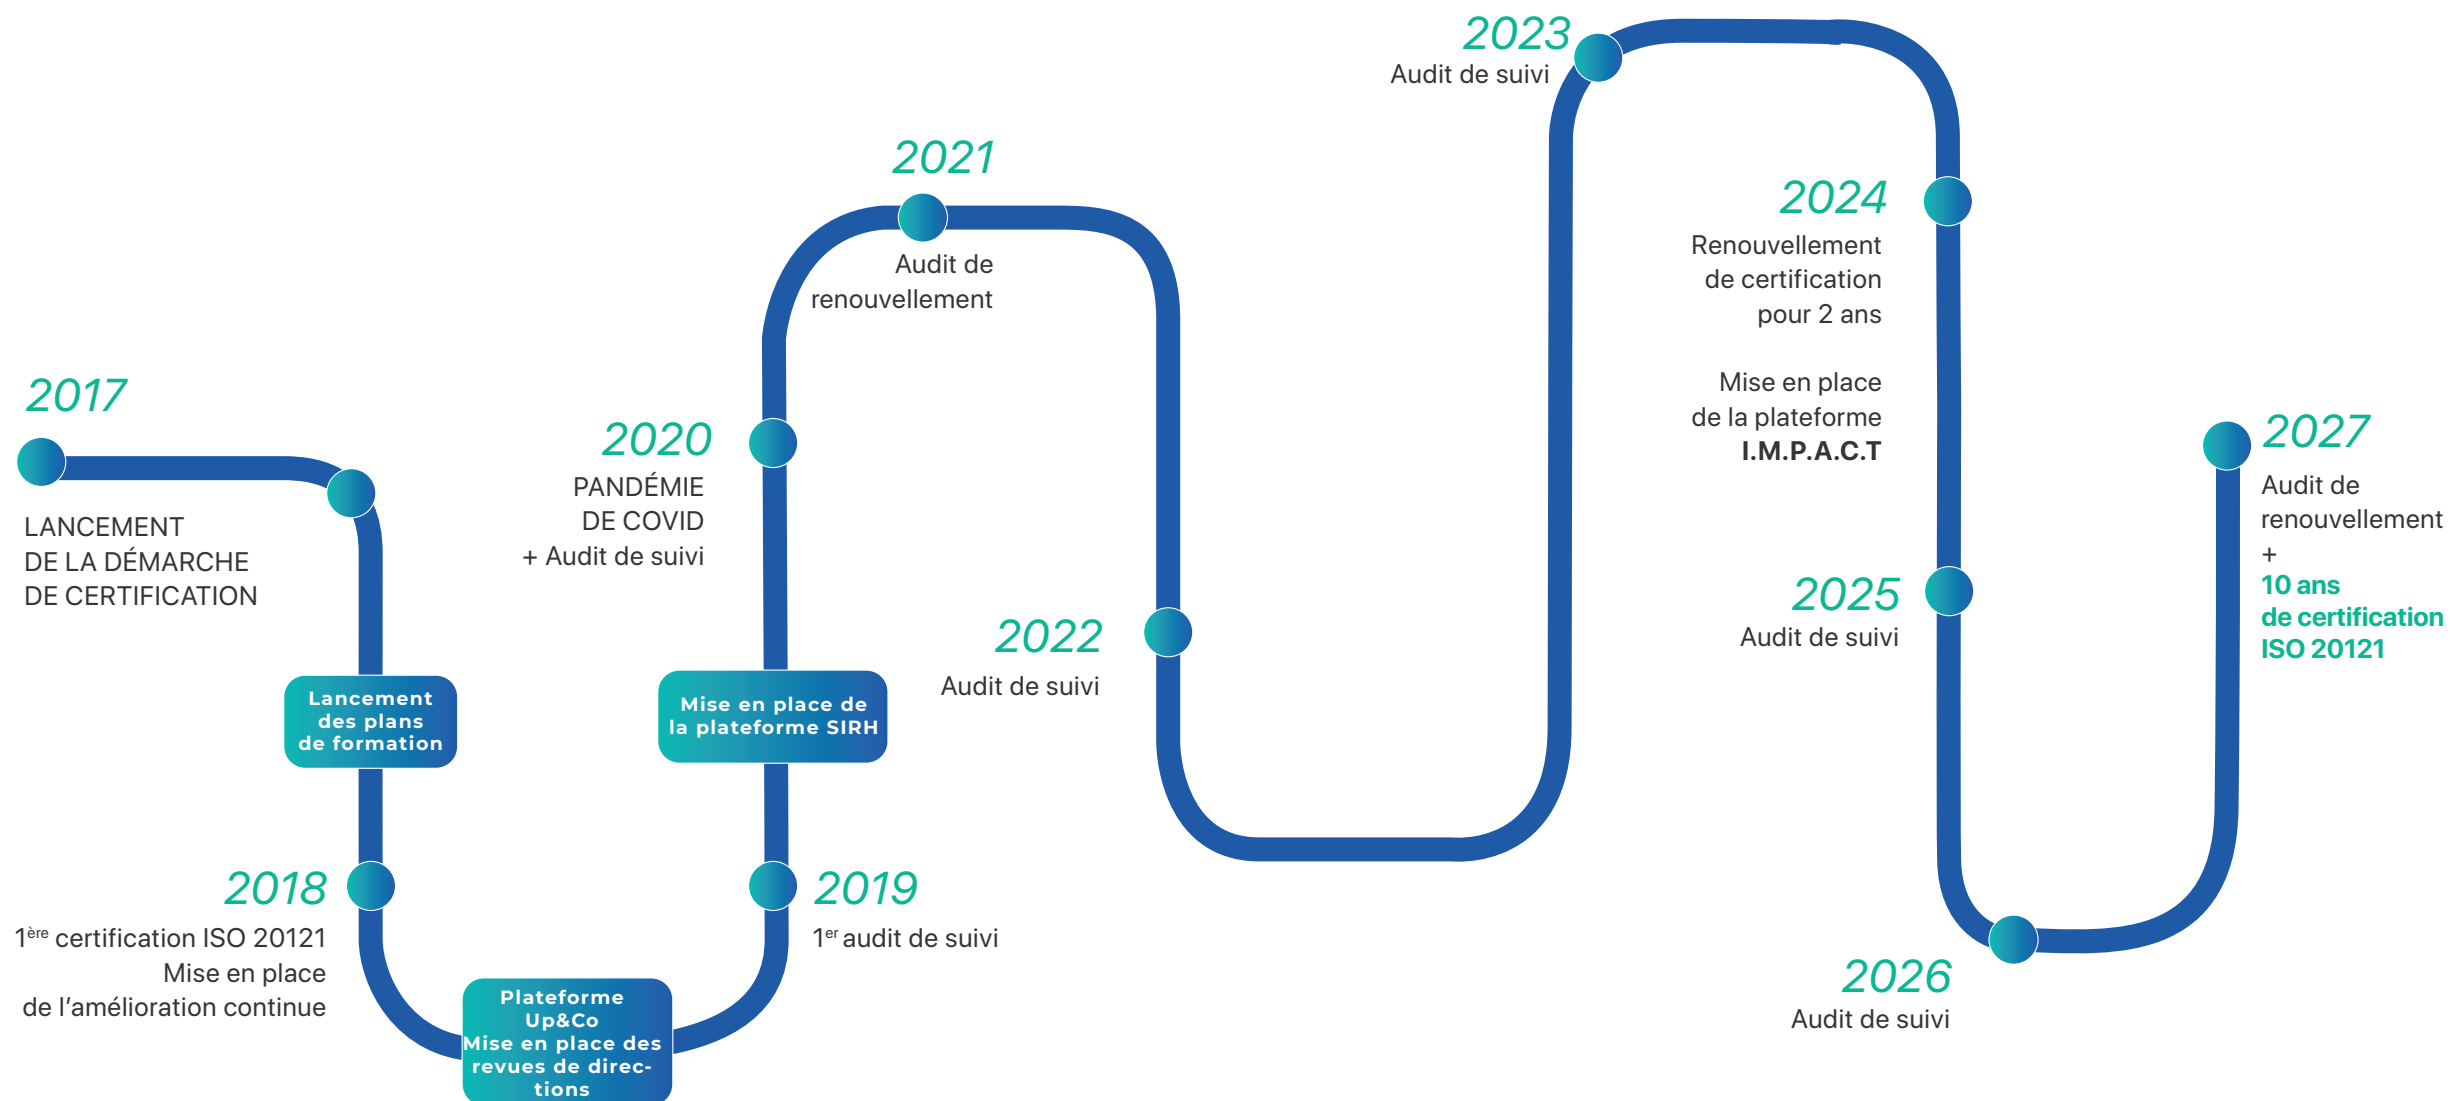 2017
LANCEMENT
DE LA DÉMARCHE
DE CERTIFICATION
Lancement
des plans
de formation
2018
1ère certification ISO 20121
Mise en place
de l’amélioration continue
Plateforme
Up&Co
Mise en place des
revues de direc-
tions
2019
1er audit de suivi
Mise en place de
la plateforme SIRH
2020
PANDÉMIE
DE COVID
+ Audit de suivi
2021
Audit de
renouvellement
2022
Audit de suivi
2023
Audit de suivi
2024
Renouvellement
de certification
pour 2 ans
Mise en place
de la plateforme
I.M.P.A.C.T
2025
Audit de suivi
2026
Audit de suivi
2027
Audit de
renouvellement
+
10 ans
de certification
ISO 20121